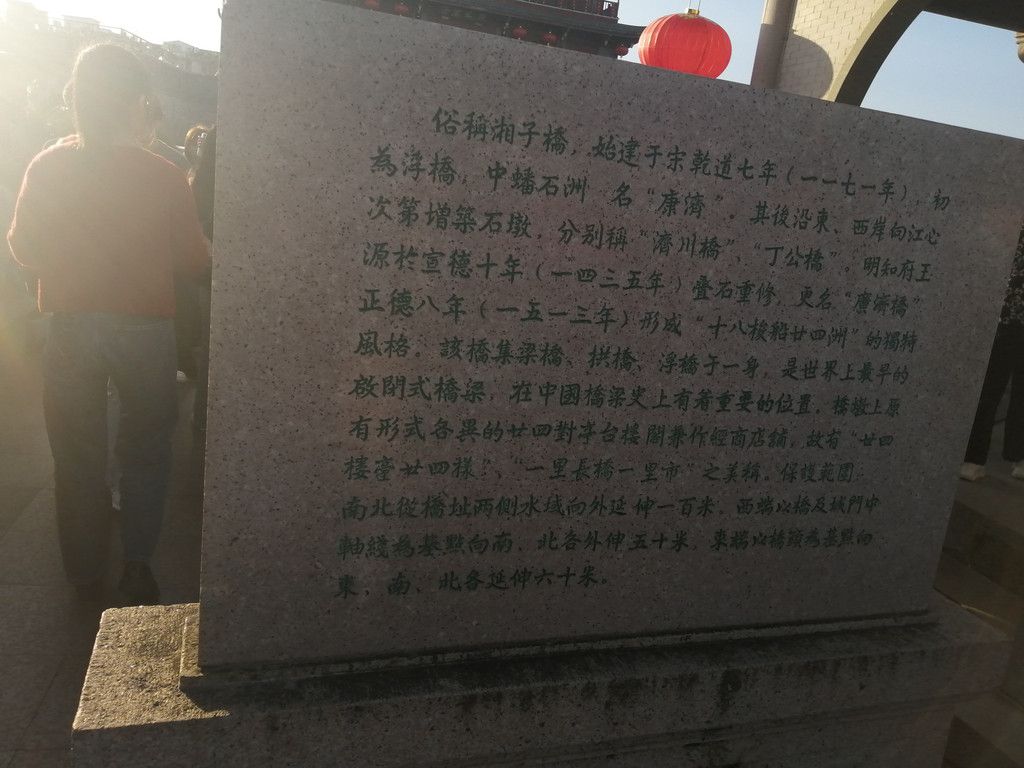 俗稱湘子橋，始建于宋乾道七年（一一七一年），初
為浮橋，中蟠石洲 名“康濟”。其後沿東、西岸向江心
次第增築石墩，分别稱“濟川橋”、“丁公橋”。明知府王
源於宣德十年（一四三五年）叠石重修，更名“廣濟橋”
正德八年（一五一三年）形成“十八梭船廿四洲”的獨特
風格。該橋集梁橋、拱橋、浮橋于一身，是世界上最早的
啟閉式橋梁，在中國橋梁史上有着重要的位置，橋墩上原
有形式各異的廿四對亭台樓閣兼作經商店舖，故有“廿四
樓臺廿四樣”、“一里長橋一里市”之美稱。保護範圍：
南北從橋址两側水域向外延伸一百米，西端以橋及城門中
軸綫為基點向南、北各外伸五十米，東端以橋頭為基點向
東、南、北各延伸六十米。